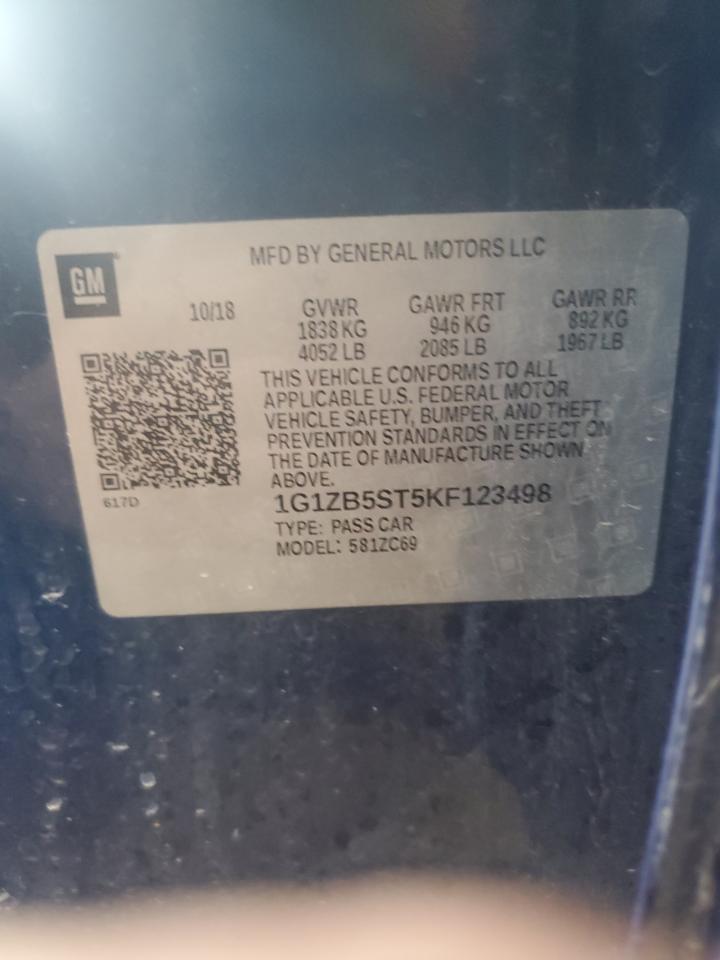 MFD BY GENERAL MOTORS LLC
GM
10/18
GVWR GAWR FRT GAWR RR
1838 KG 946 KG 892 KG
4052 LB 2085 LB 1967 LB
THIS VEHICLE CONFORMS TO ALL
APPLICABLE U.S. FEDERAL MOTOR
VEHICLE SAFETY, BUMPER, AND THEFT
PREVENTION STANDARDS IN EFFECT ON
THE DATE OF MANUFACTURE SHOWN
ABOVE.
617D
1G1ZB5ST5KF123498
TYPE: PASS CAR
MODEL: 581ZC69